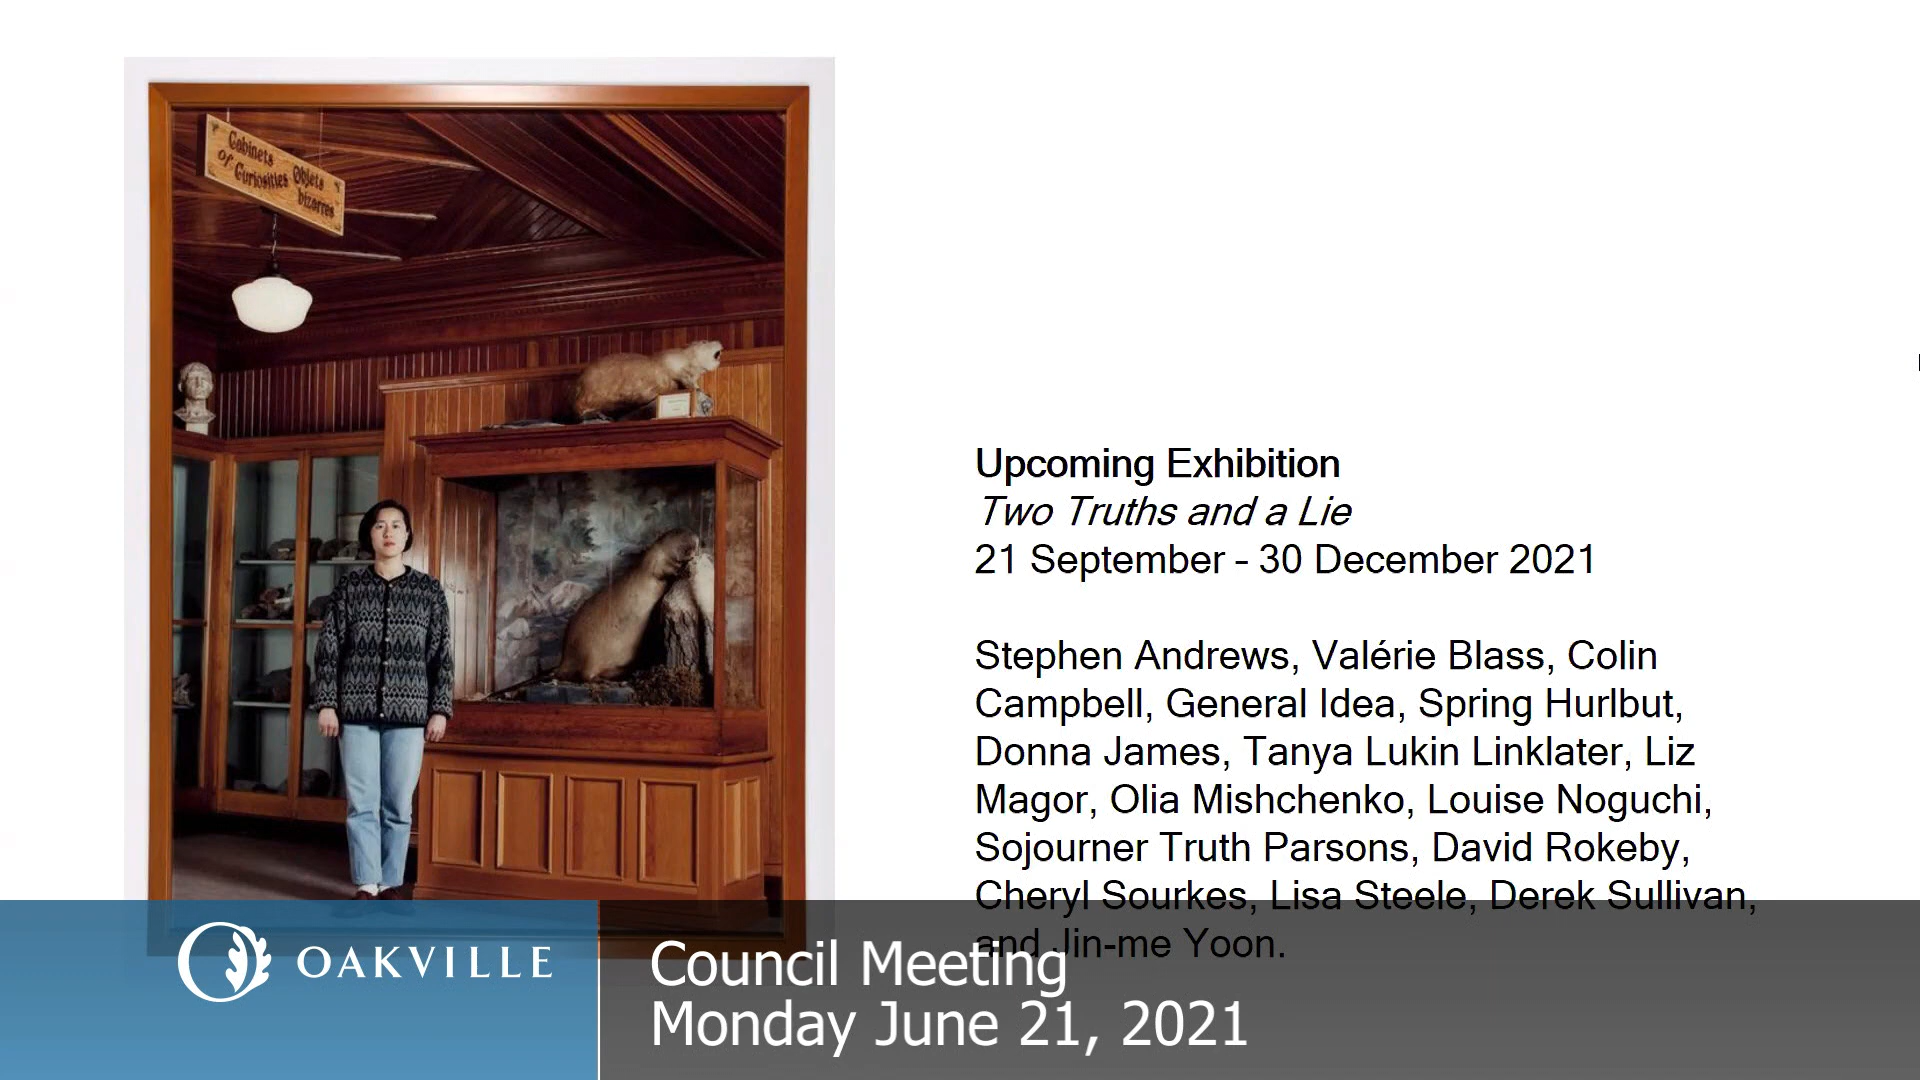 Cabinets
of Curiosities Objets
bizarres
Upcoming Exhibition
Two Truths and a Lie
21 September – 30 December 2021
Stephen Andrews, Valérie Blass, Colin
Campbell, General Idea, Spring Hurlbut,
Donna James, Tanya Lukin Linklater, Liz
Magor, Olia Mishchenko, Louise Noguchi,
Sojourner Truth Parsons, David Rokeby,
Cheryl Sourkes, Lisa Steele, Derek Sullivan,
and Jin-me Yoon.
OAKVILLE
Council Meeting
Monday June 21, 2021